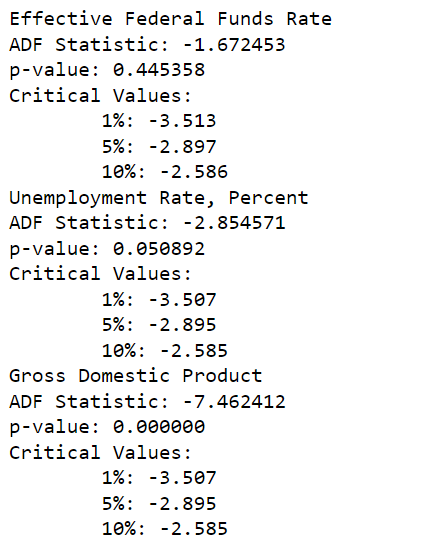 Effective Federal Funds Rate
ADF Statistic: -1.672453
p-value: 0.445358
Critical Values:
	1%: -3.513
	5%: -2.897
	10%: -2.586
Unemployment Rate, Percent
ADF Statistic: -2.854571
p-value: 0.050892
Critical Values:
	1%: -3.507
	5%: -2.895
	10%: -2.585
Gross Domestic Product
ADF Statistic: -7.462412
p-value: 0.000000
Critical Values:
	1%: -3.507
	5%: -2.895
	10%: -2.585